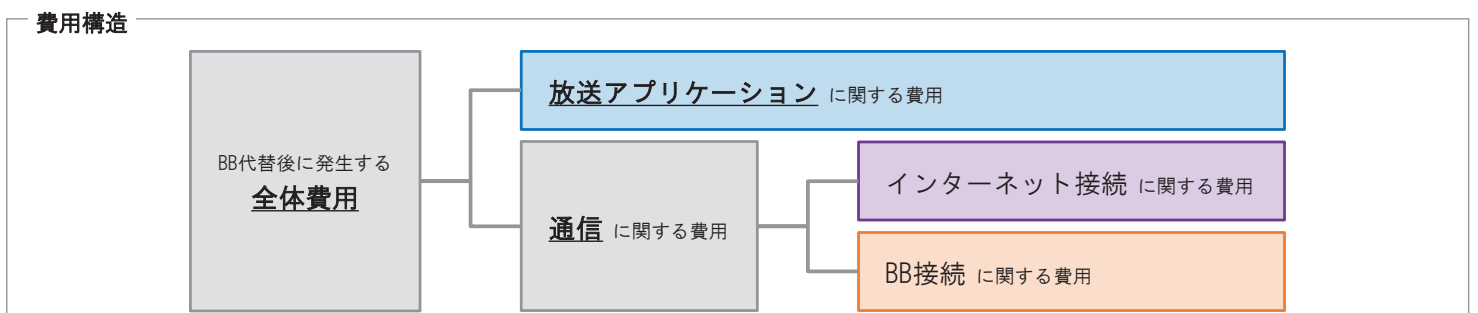 費用構造
放送アプリケーション に関する費用
BB代替後に発生する
全体費用
インターネット接続 に関する費用
通信 に関する費用
BB接続 に関する費用